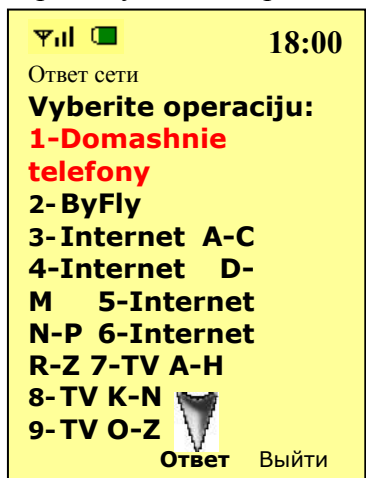 18:00
Ответ сети
Vyberite operaciju:
1-Domashnie
telefony
2-ByFly
3-Internet A-C
4-Internet D-
M 5-Internet
N-P 6-Internet
R-Z 7-TV A-H
8-TV K-N
9-TV O-Z
Ответ Выйти